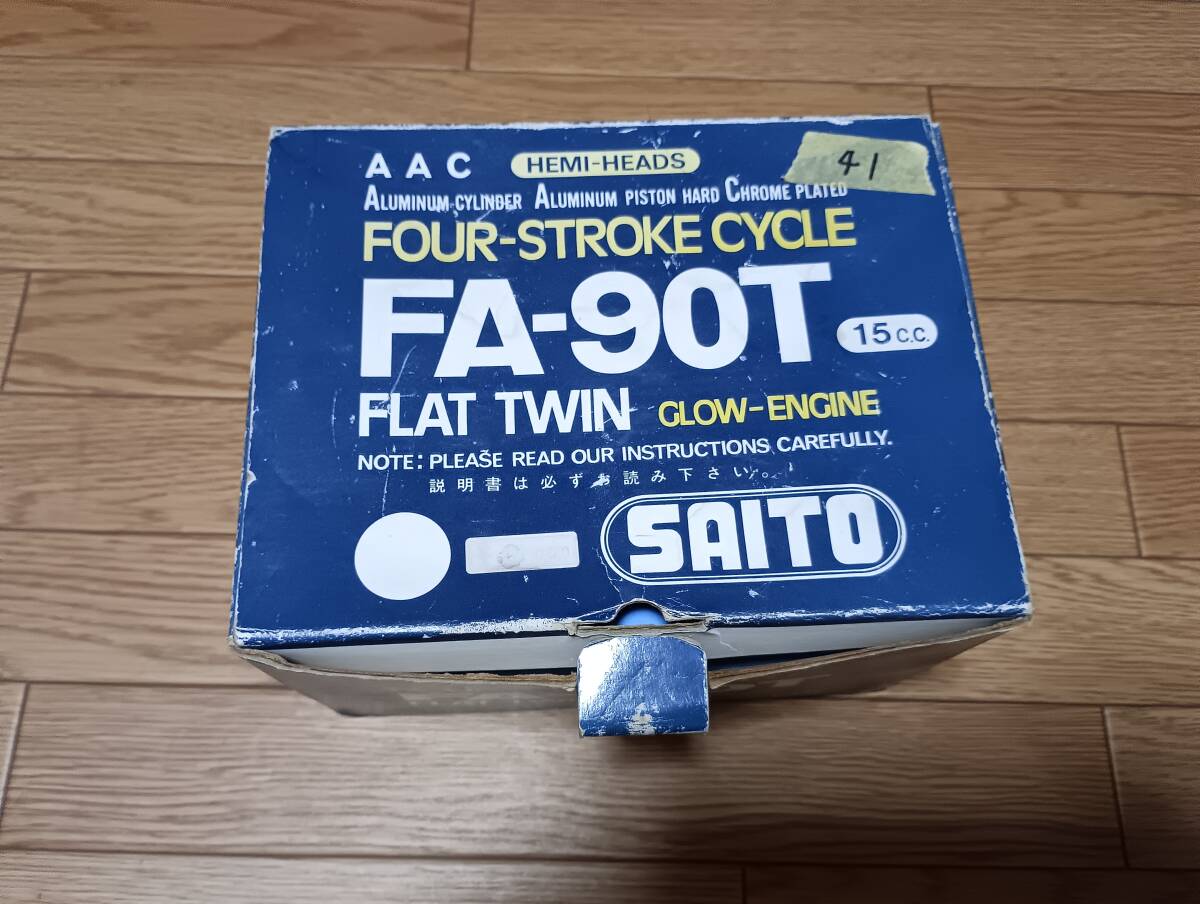 AAC HEMI-HEADS
41
ALUMINUM CYLINDER ALUMINUM PISTON HARD CHROME PLATED
FOUR-STROKE CYCLE
FA-90T 15 C.C.
FLAT TWIN GLOW-ENGINE
NOTE: PLEASE READ OUR INSTRUCTIONS CAREFULLY.
説明書は必ずお読み下さい。
SAITO